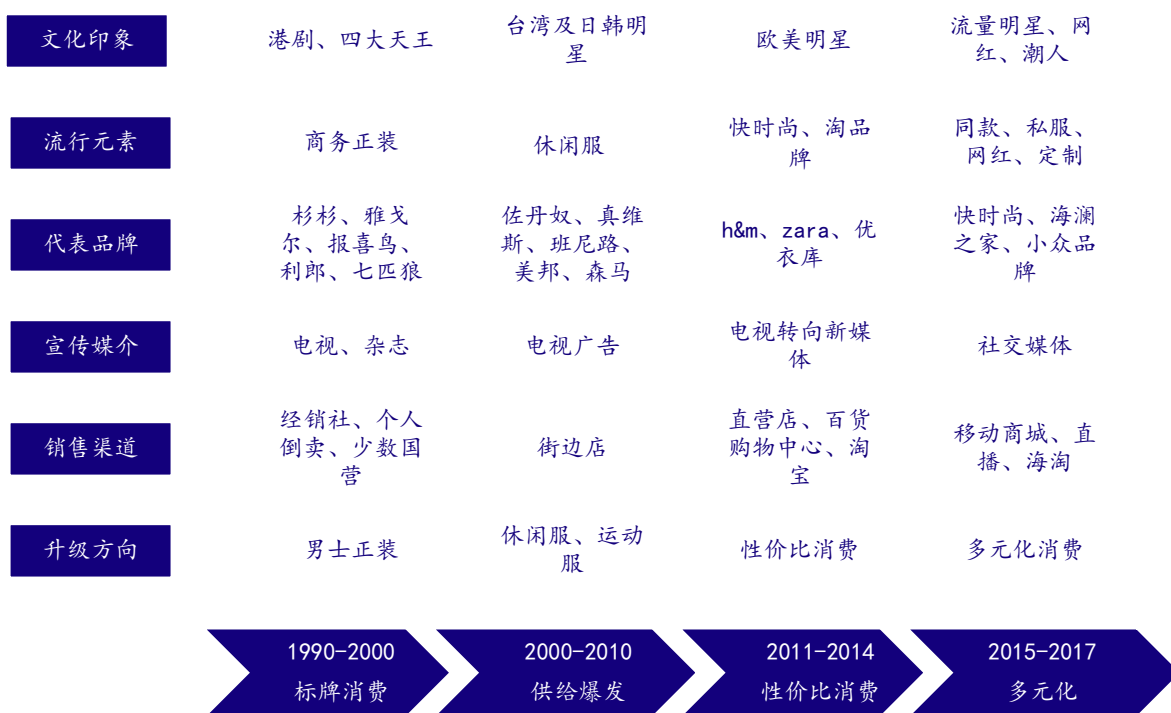 文化印象
港剧、四大天王
台湾及日韩明
星
欧美明星
流量明星、网
红、潮人
流行元素
商务正装
休闲服
快时尚、淘品
牌
同款、私服、
网红、定制
代表品牌
杉杉、雅戈
尔、报喜鸟、
利郎、七匹狼
佐丹奴、真维
斯、班尼路、
美邦、森马
h&m、zara、优
衣库
快时尚、海澜
之家、小众品
牌
宣传媒介
电视、杂志
电视广告
电视转向新媒
体
社交媒体
销售渠道
经销社、个人
倒卖、少数国
营
街边店
直营店、百货
购物中心、淘
宝
移动商城、直
播、海淘
升级方向
男士正装
休闲服、运动
服
性价比消费
多元化消费
1990-2000
标牌消费
2000-2010
供给爆发
2011-2014
性价比消费
2015-2017
多元化